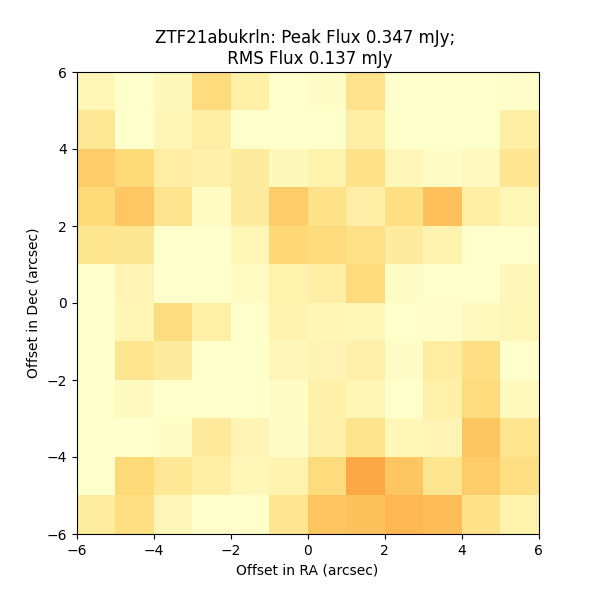 ZTF21abukrln: Peak Flux 0.347 mJy;
RMS Flux 0.137 mJy
6
4
2
0
−2
−4
−6
Offset in Dec (arcsec)
−6 −4 −2 0 2 4 6
Offset in RA (arcsec)